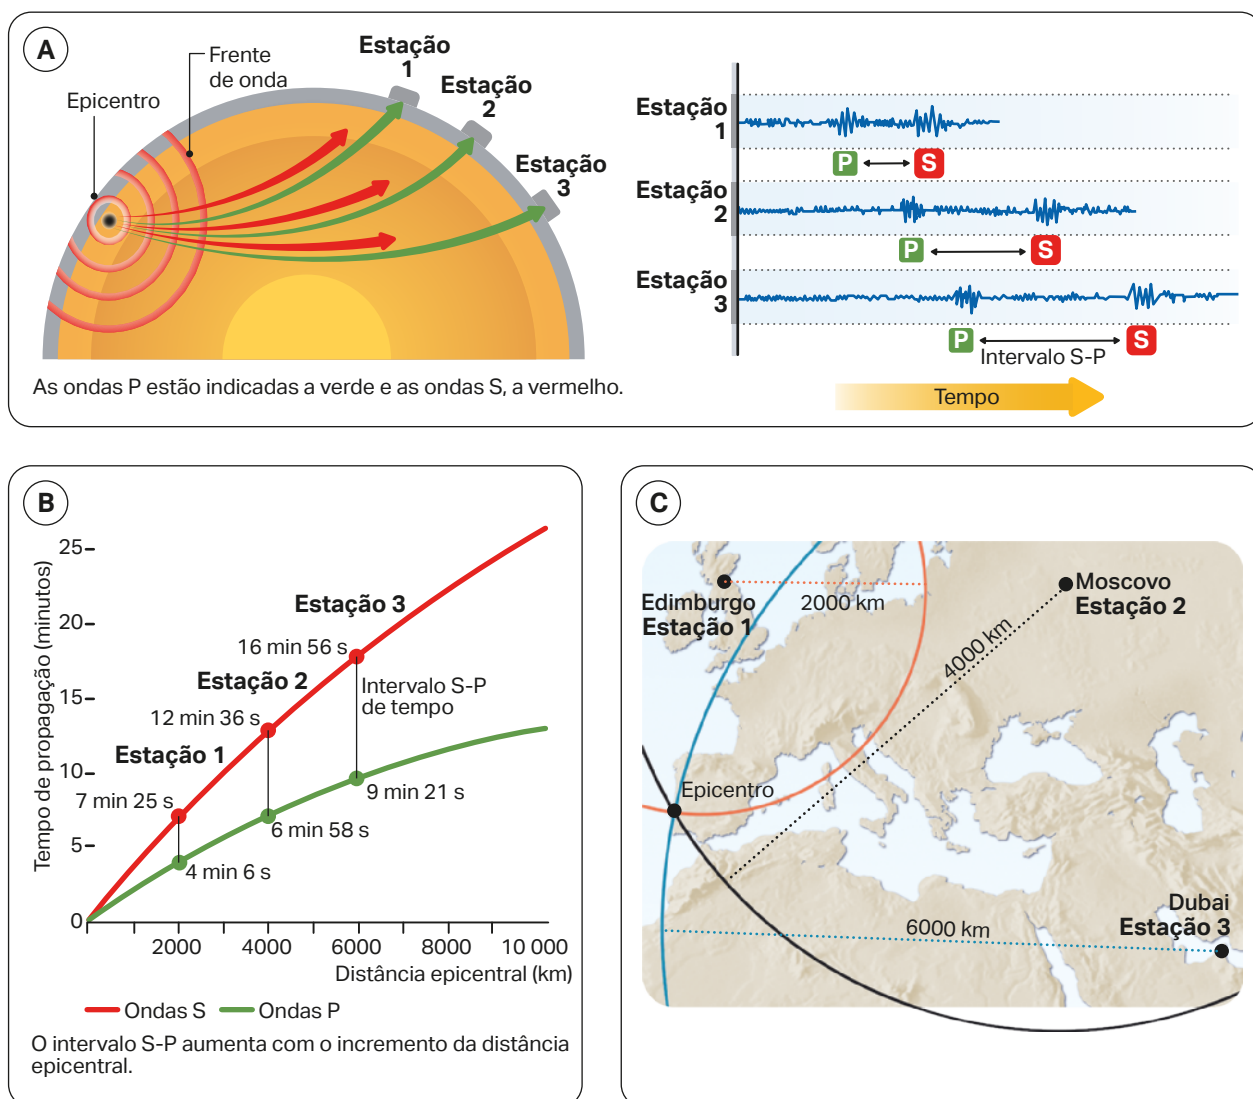 A
Epicentro
Frente
de onda
Estação
1
Estação
2
Estação
3
As ondas P estão indicadas a verde e as ondas S, a vermelho.
Estação
1
P
S
Estação
2
P
S
Estação
3
P
S
Intervalo S-P
Tempo
B
Tempo de propagação (minutos)
25
20
15
10
5
0
Estação 3
16 min 56 s
Estação 2
12 min 36 s
Intervalo S-P
de tempo
Estação 1
7 min 25 s
9 min 21 s
6 min 58 s
4 min 6 s
2000
4000
6000
8000
10 000
Distância epicentral (km)
Ondas S
Ondas P
O intervalo S-P aumenta com o incremento da distância
epicentral.
C
Edimburgo
Estação 1
2000 km
Moscovo
Estação 2
4000 km
Epicentro
Dubai
Estação 3
6000 km